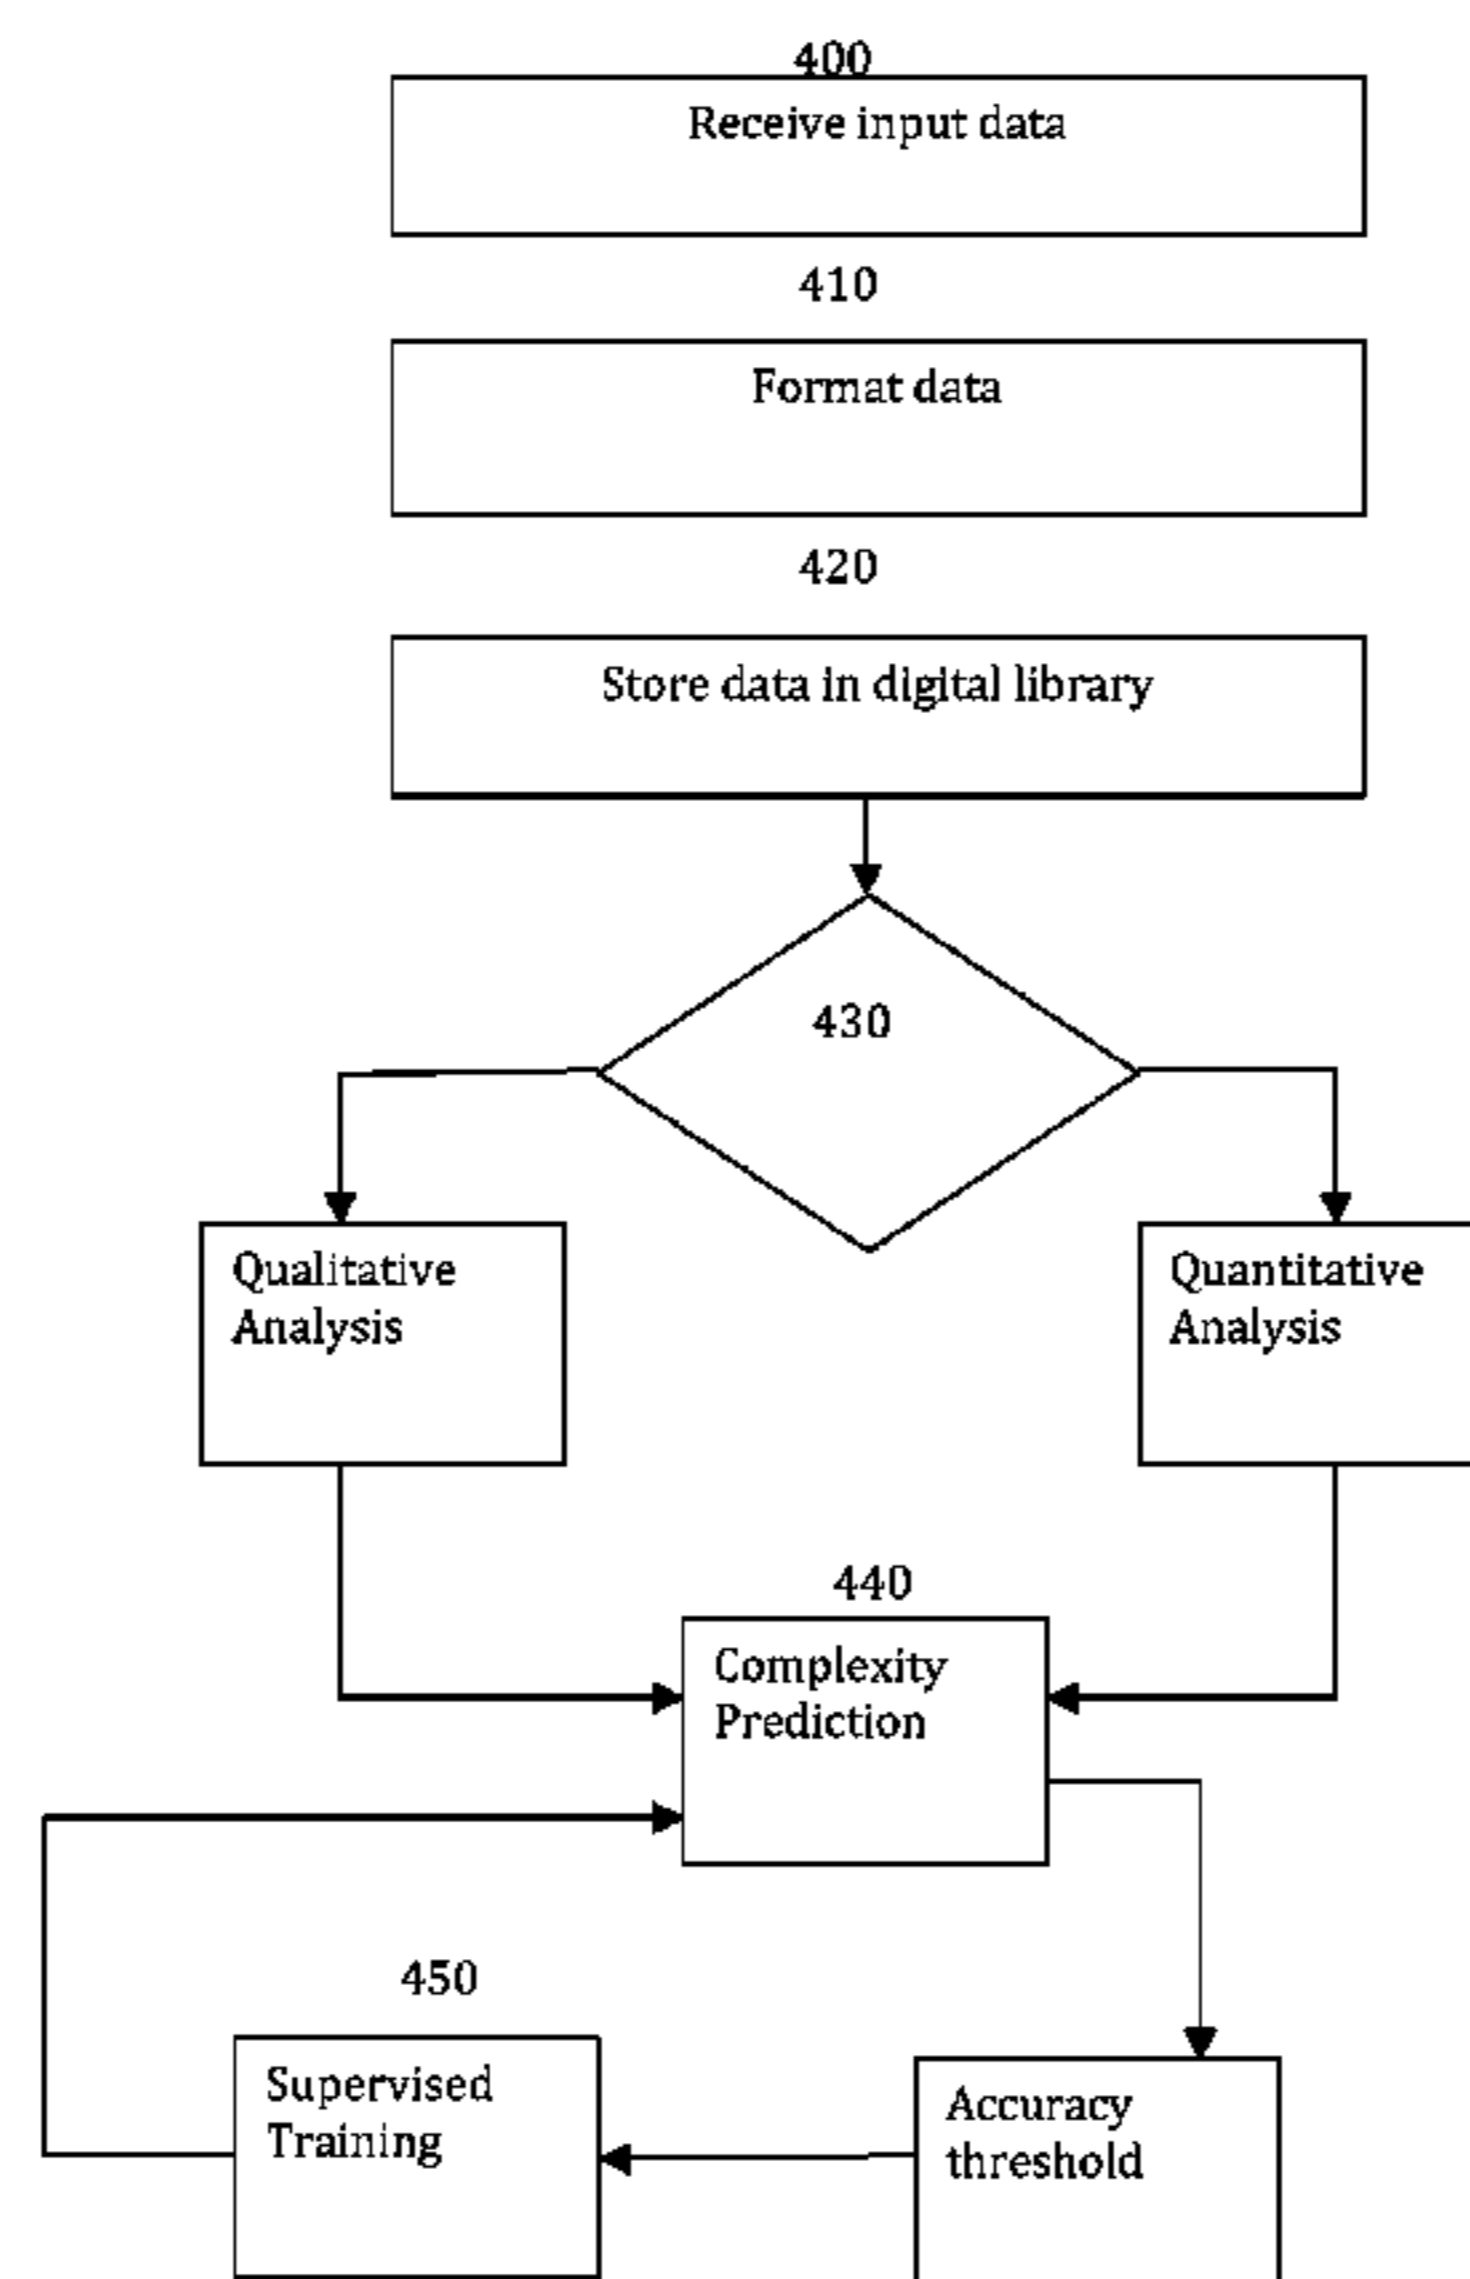 400
Receive input data
410
Format data
420
Store data in digital library
430
Qualitative
Analysis
Quantitative
Analysis
440
Complexity
Prediction
450
Supervised
Training
Accuracy
threshold